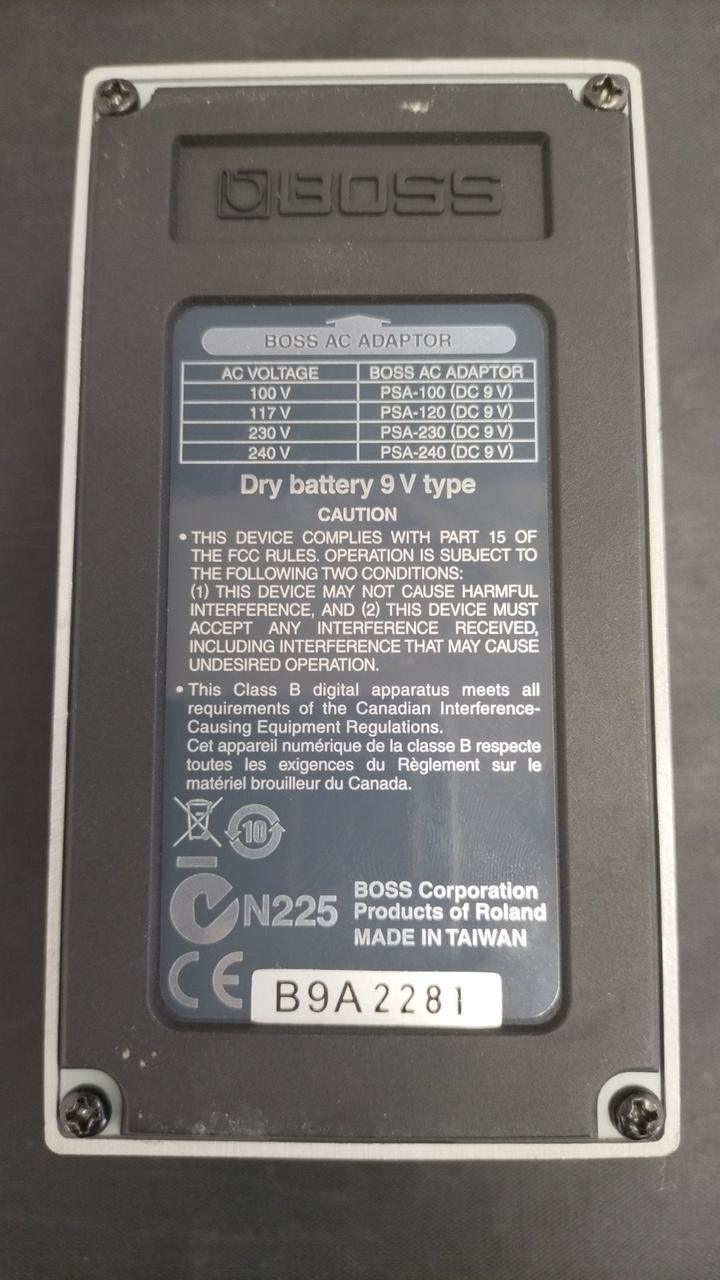 BOSS
BOSS AC ADAPTOR
AC VOLTAGE BOSS AC ADAPTOR
100 V PSA-100 (DC 9 V)
117 V PSA-120 (DC 9 V)
230 V PSA-230 (DC 9 V)
240 V PSA-240 (DC 9 V)
Dry battery 9 V type
CAUTION
• THIS DEVICE COMPLIES WITH PART 15 OF
THE FCC RULES. OPERATION IS SUBJECT TO
THE FOLLOWING TWO CONDITIONS:
(1) THIS DEVICE MAY NOT CAUSE HARMFUL
INTERFERENCE, AND (2) THIS DEVICE MUST
ACCEPT ANY INTERFERENCE RECEIVED,
INCLUDING INTERFERENCE THAT MAY CAUSE
UNDESIRED OPERATION.
• This Class B digital apparatus meets all
requirements of the Canadian Interference-
Causing Equipment Regulations.
Cet appareil numérique de la classe B respecte
toutes les exigences du Règlement sur le
matériel brouilleur du Canada.
10
N225
BOSS Corporation
Products of Roland
MADE IN TAIWAN
CE
B9A2281